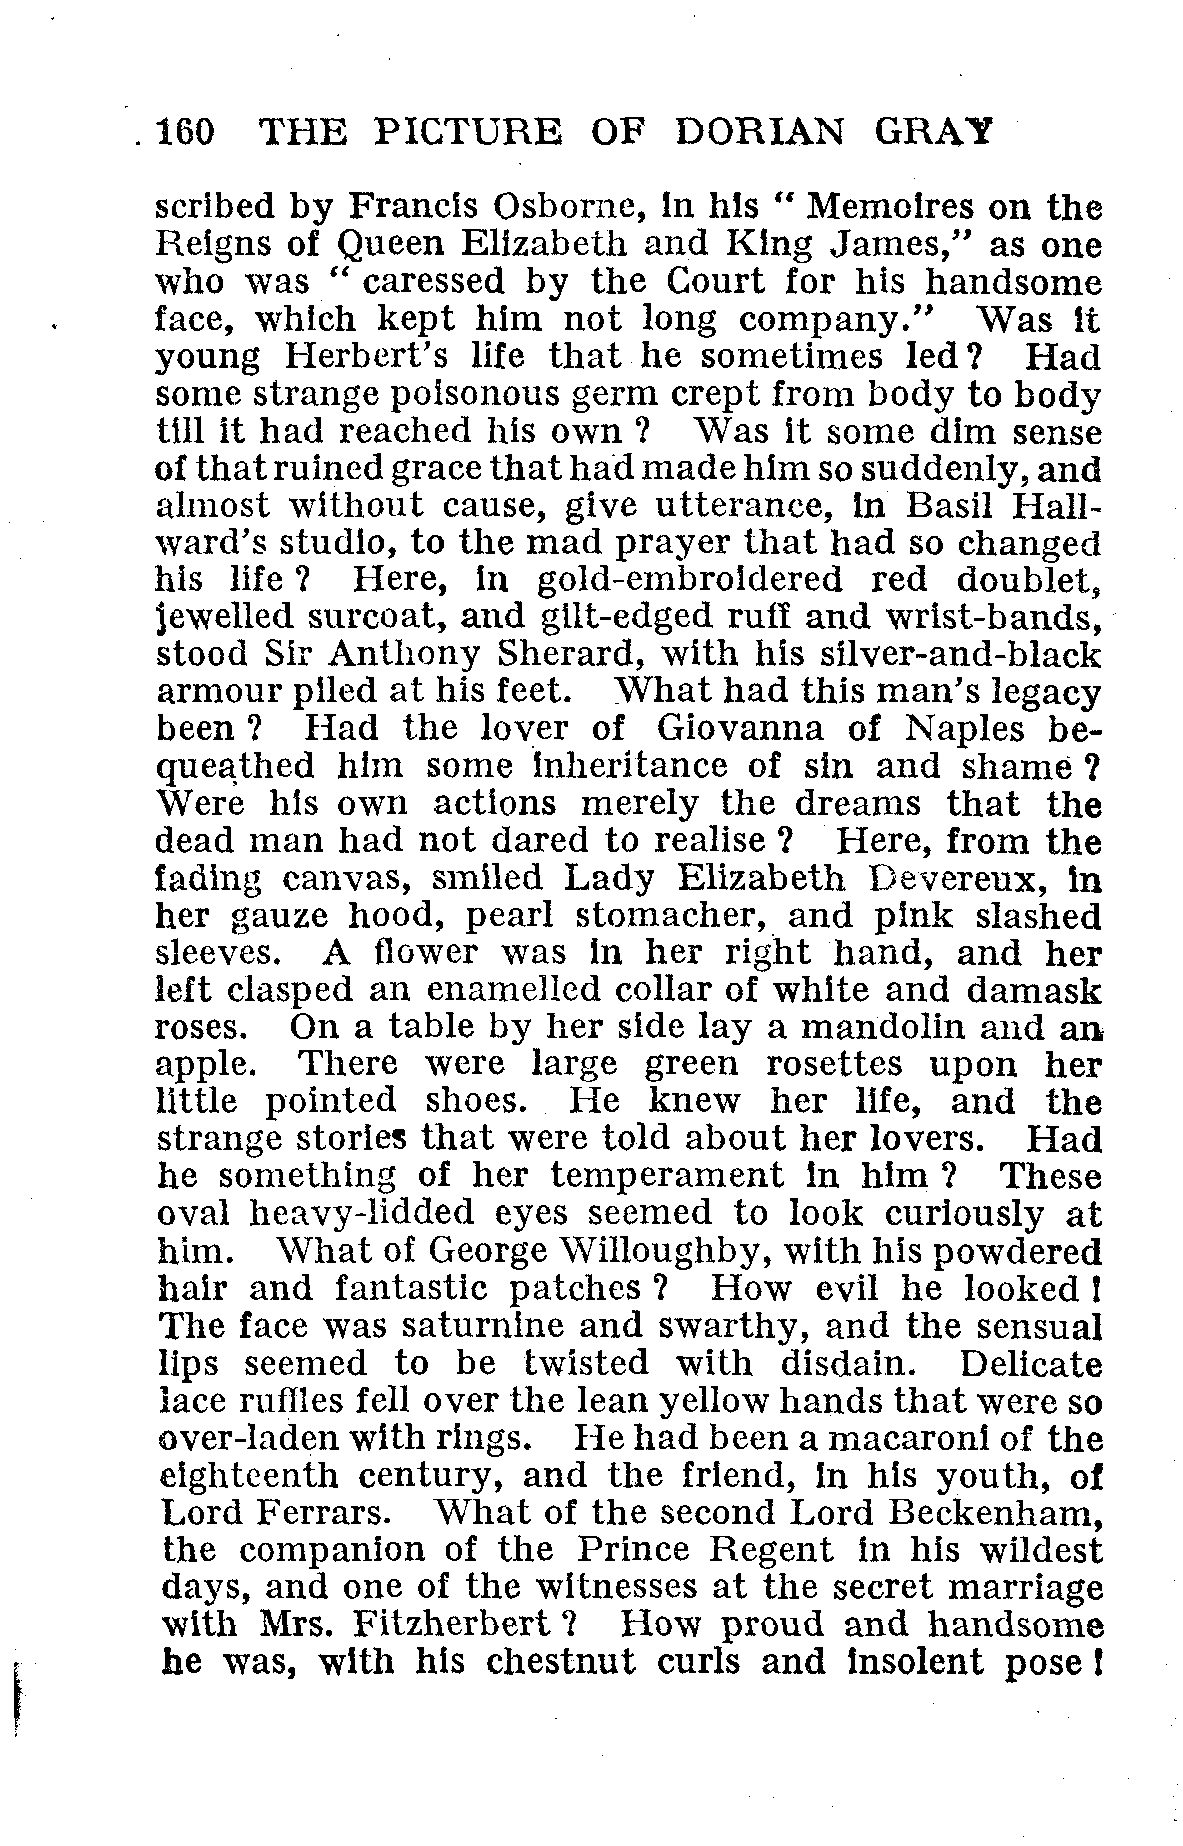 160 THE PICTURE OF DORIAN GRAY
scribed by Francis Osborne, in his “ Memoires on the
Reigns of Queen Elizabeth and King James,” as one
who was “ caressed by the Court for his handsome
face, which kept him not long company.” Was it
young Herbert's life that he sometimes led? Had
some strange poisonous germ crept from body to body
till it had reached his own ? Was it some dim sense
of that ruined grace that had made him so suddenly, and
almost without cause, give utterance, in Basil Hall-
ward's studio, to the mad prayer that had so changed
his life ? Here, in gold-embroidered red doublet,
jewelled surcoat, and gilt-edged ruff and wrist-bands,
stood Sir Anthony Sherard, with his silver-and-black
armour piled at his feet. What had this man's legacy
been ? Had the lover of Giovanna of Naples be-
queathed him some inheritance of sin and shame ?
Were his own actions merely the dreams that the
dead man had not dared to realise ? Here, from the
fading canvas, smiled Lady Elizabeth Devereux, in
her gauze hood, pearl stomacher, and pink slashed
sleeves. A flower was in her right hand, and her
left clasped an enamelled collar of white and damask
roses. On a table by her side lay a mandolin and an
apple. There were large green rosettes upon her
little pointed shoes. He knew her life, and the
strange stories that were told about her lovers. Had
he something of her temperament in him ? These
oval heavy-lidded eyes seemed to look curiously at
him. What of George Willoughby, with his powdered
hair and fantastic patches ? How evil he looked !
The face was saturnine and swarthy, and the sensual
lips seemed to be twisted with disdain. Delicate
lace ruffles fell over the lean yellow hands that were so
over-laden with rings. He had been a macaroni of the
eighteenth century, and the friend, in his youth, of
Lord Ferrars. What of the second Lord Beckenham,
the companion of the Prince Regent in his wildest
days, and one of the witnesses at the secret marriage
with Mrs. Fitzherbert ? How proud and handsome
he was, with his chestnut curls and insolent pose !